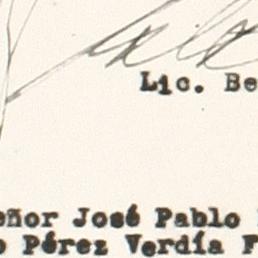 Lic. Be
eñor José Pablo
o Pérez Verdía F